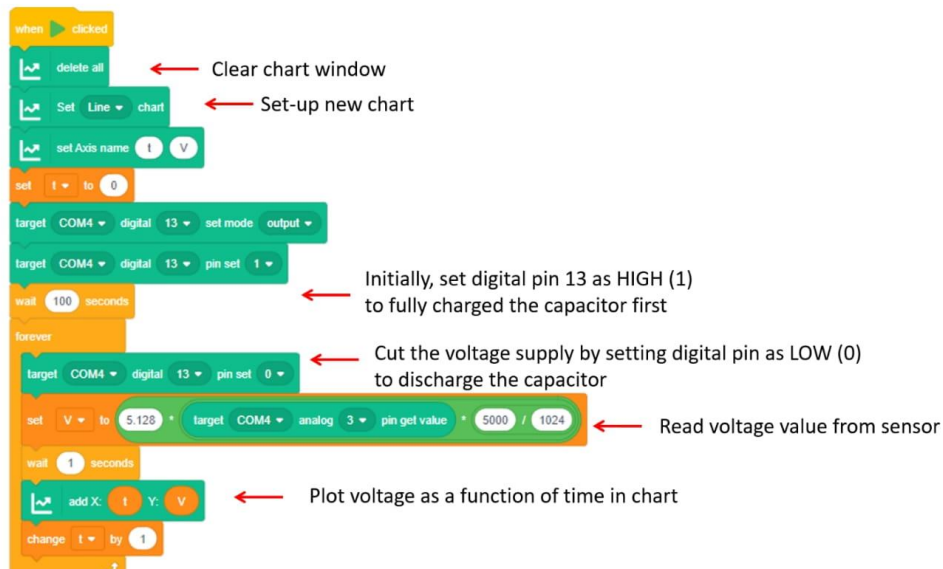 when clicked
delete all
Clear chart window
Set Line chart
Set-up new chart
set Axis name t V
set t to 0
target COM4 digital 13 set mode output
target COM4 digital 13 pin set 1
Initially, set digital pin 13 as HIGH (1)
to fully charged the capacitor first
wait 100 seconds
forever
Cut the voltage supply by setting digital pin as LOW (0)
to discharge the capacitor
target COM4 digital 13 pin set 0
set V to 5.128 * target COM4 analog 3 pin get value * 5000 / 1024
Read voltage value from sensor
wait 1 seconds
add X: t Y: V
Plot voltage as a function of time in chart
change t by 1